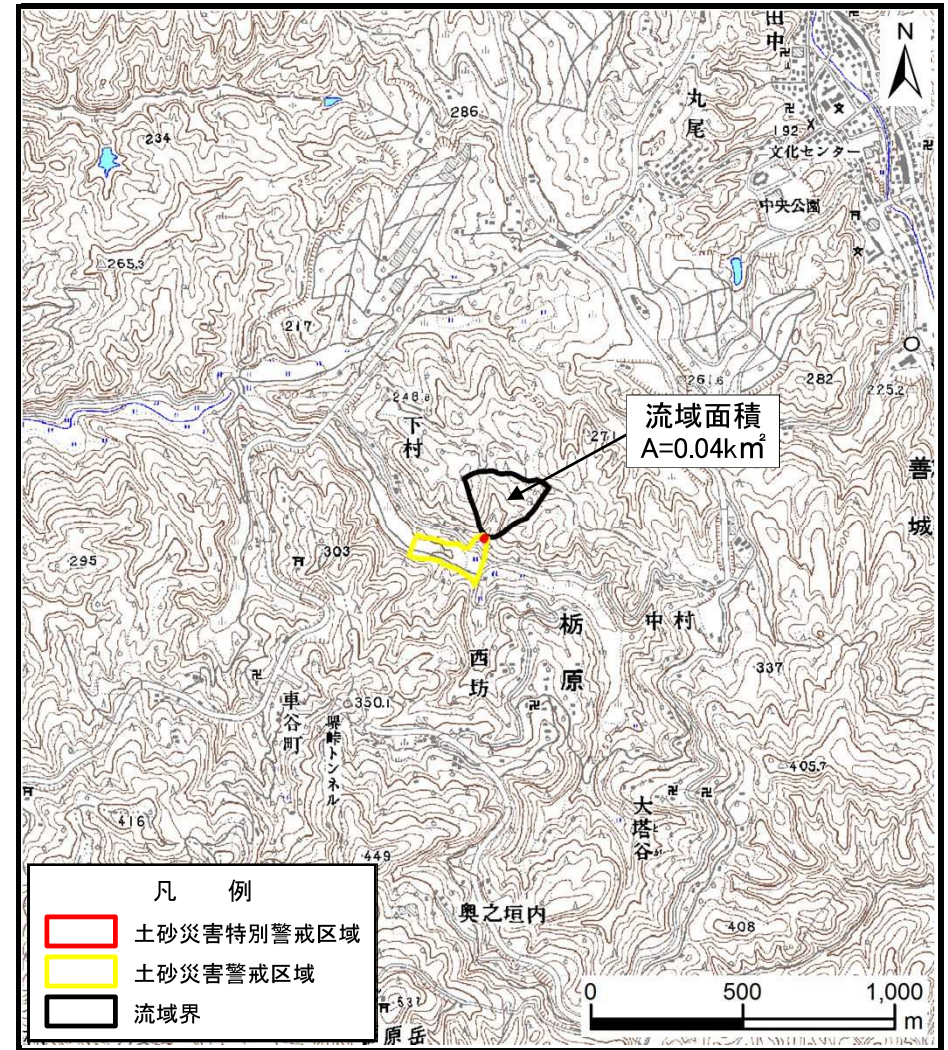 田中
N
丸尾
286
192
文化センター
234
中央公園
265.3
217
248.8
261.6
282
225.2
下村
流域面積
A=0.04k㎡
271
善
城
295
303
栃原
中村
西坊
337
車谷町
350.1
車峠トンネル
405.7
大塔谷
416
449
奥之垣内
408
531
原岳
凡 例
土砂災害特別警戒区域
土砂災害警戒区域
流域界
0 500 1,000
m